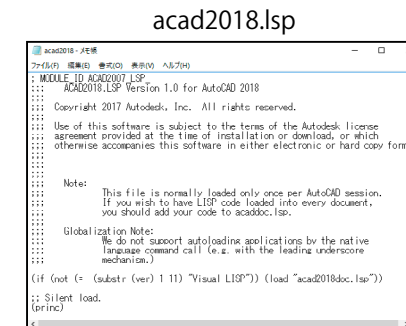 acad2018.lsp
acad2018 - メモ帳
ファイル(F) 編集(E) 書式(O) 表示(V) ヘルプ(H)
; MODULE_ID ACAD2007_LSP_
;;;    ACAD2018.LSP Version 1.0 for AutoCAD 2018
;;;
;;;  Copyright 2017 Autodesk, Inc.  All rights reserved.
;;;
;;;  Use of this software is subject to the terms of the Autodesk license
;;;  agreement provided at the time of installation or download, or which
;;;  otherwise accompanies this software in either electronic or hard copy form
;;;
;;;
;;;    Note:
;;;            This file is normally loaded only once per AutoCAD session.
;;;            If you wish to have LISP code loaded into every document,
;;;            you should add your code to acaddoc.lsp.
;;;
;;;    Globalization Note:
;;;            We do not support autoloading applications by the native
;;;            language command call (e.g. with the leading underscore
;;;            mechanism.)
(if (not (=  (substr (ver) 1 11) "Visual LISP")) (load "acad2018doc.lsp"))
;; Silent load.
(princ)